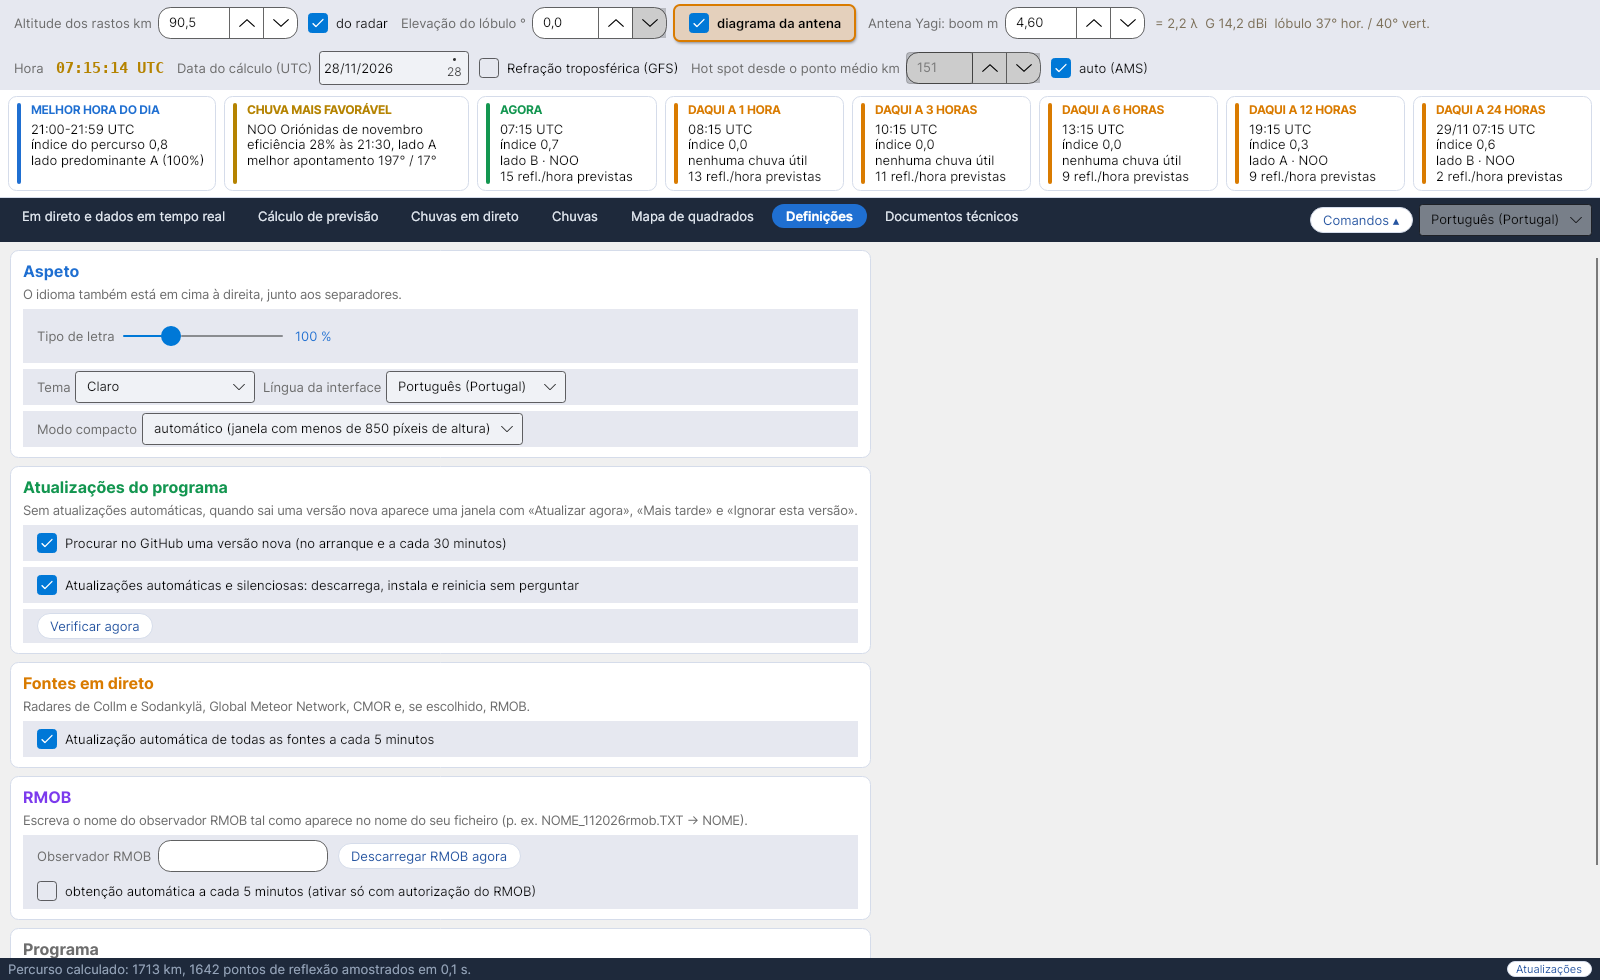 Altitude dos rastos km 90,5 do radar Elevação do lóbulo ° 0,0 diagrama da antena Antena Yagi: boom m 4,60 = 2,2 λ G 14,2 dBi lóbulo 37° hor. / 40° vert.
Hora 07:15:14 UTC Data do cálculo (UTC) 28/11/2026 28 Refração troposférica (GFS) Hot spot desde o ponto médio km 151 auto (AMS)
MELHOR HORA DO DIA
21:00-21:59 UTC
índice do percurso 0,8
lado predominante A (100%)
CHUVA MAIS FAVORÁVEL
NOO Oriónidas de novembro
eficiência 28% às 21:30, lado A
melhor apontamento 197° / 17°
AGORA
07:15 UTC
índice 0,7
lado B · NOO
15 refl./hora previstas
DAQUI A 1 HORA
08:15 UTC
índice 0,0
nenhuma chuva útil
13 refl./hora previstas
DAQUI A 3 HORAS
10:15 UTC
índice 0,0
nenhuma chuva útil
11 refl./hora previstas
DAQUI A 6 HORAS
13:15 UTC
índice 0,0
nenhuma chuva útil
9 refl./hora previstas
DAQUI A 12 HORAS
19:15 UTC
índice 0,3
lado A · NOO
9 refl./hora previstas
DAQUI A 24 HORAS
29/11 07:15 UTC
índice 0,6
lado B · NOO
2 refl./hora previstas
Em direto e dados em tempo real Cálculo de previsão Chuvas em direto Chuvas Mapa de quadrados Definições Documentos técnicos Comandos ▴ Português (Portugal)
Aspeto
O idioma também está em cima à direita, junto aos separadores.
Tipo de letra 100 %
Tema Claro Língua da interface Português (Portugal)
Modo compacto automático (janela com menos de 850 píxeis de altura)
Atualizações do programa
Sem atualizações automáticas, quando sai uma versão nova aparece uma janela com «Atualizar agora», «Mais tarde» e «Ignorar esta versão».
Procurar no GitHub uma versão nova (no arranque e a cada 30 minutos)
Atualizações automáticas e silenciosas: descarrega, instala e reinicia sem perguntar
Verificar agora
Fontes em direto
Radares de Collm e Sodankylä, Global Meteor Network, CMOR e, se escolhido, RMOB.
Atualização automática de todas as fontes a cada 5 minutos
RMOB
Escreva o nome do observador RMOB tal como aparece no nome do seu ficheiro (p. ex. NOME_112026rmob.TXT → NOME).
Observador RMOB Descarregar RMOB agora
obtenção automática a cada 5 minutos (ativar só com autorização do RMOB)
Programa
Percurso calculado: 1713 km, 1642 pontos de reflexão amostrados em 0,1 s. Atualizações